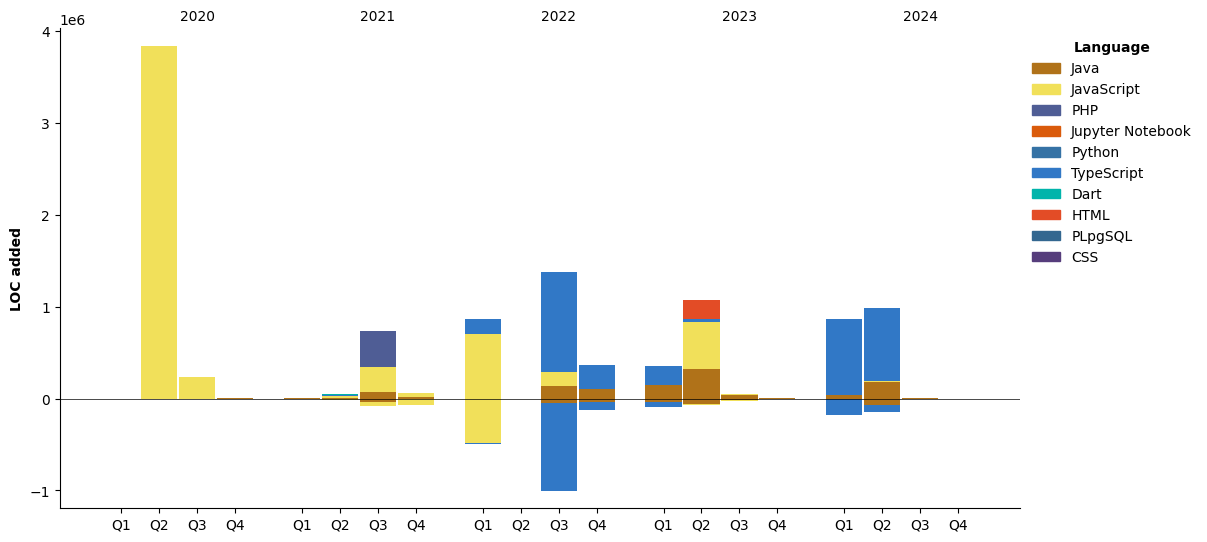 1e6
2020 2021 2022 2023 2024
4
3
2
1
0
−1
LOC added
Q1 Q2 Q3 Q4 Q1 Q2 Q3 Q4 Q1 Q2 Q3 Q4 Q1 Q2 Q3 Q4 Q1 Q2 Q3 Q4
Language
Java
JavaScript
PHP
Jupyter Notebook
Python
TypeScript
Dart
HTML
PLpgSQL
CSS